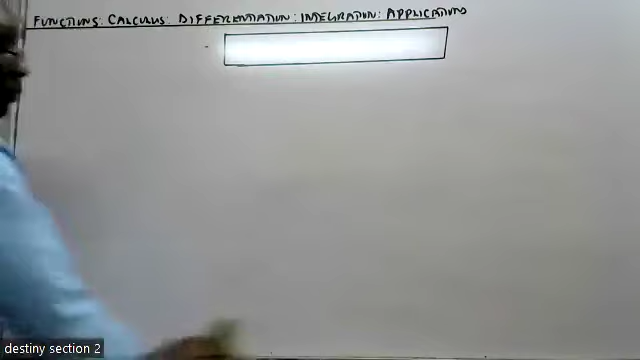 FUNCTIONS: CALCULUS: DIFFERENTIATION: INTEGRATION: APPLICATIONS
destiny section 2